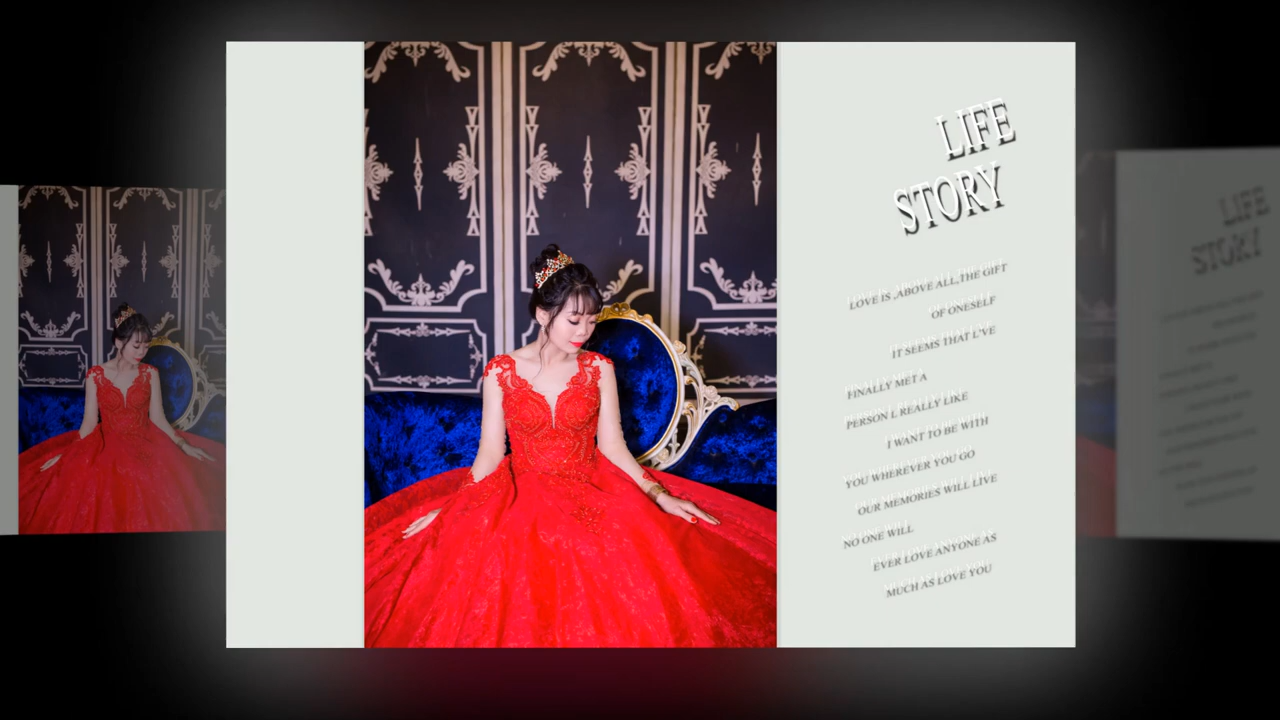 LIFE
STORY
LOVE IS ,ABOVE ALL,THE GIFT
OF ONESELF
IT SEEMS THAT L'VE
FINALLY MET A
PERSON L REALLY LIKE
I WANT TO BE WITH
YOU WHEREVER YOU GO
OUR MEMORIES WILL LIVE
NO ONE WILL
EVER LOVE ANYONE AS
MUCH AS LOVE YOU
LIFE
STORY